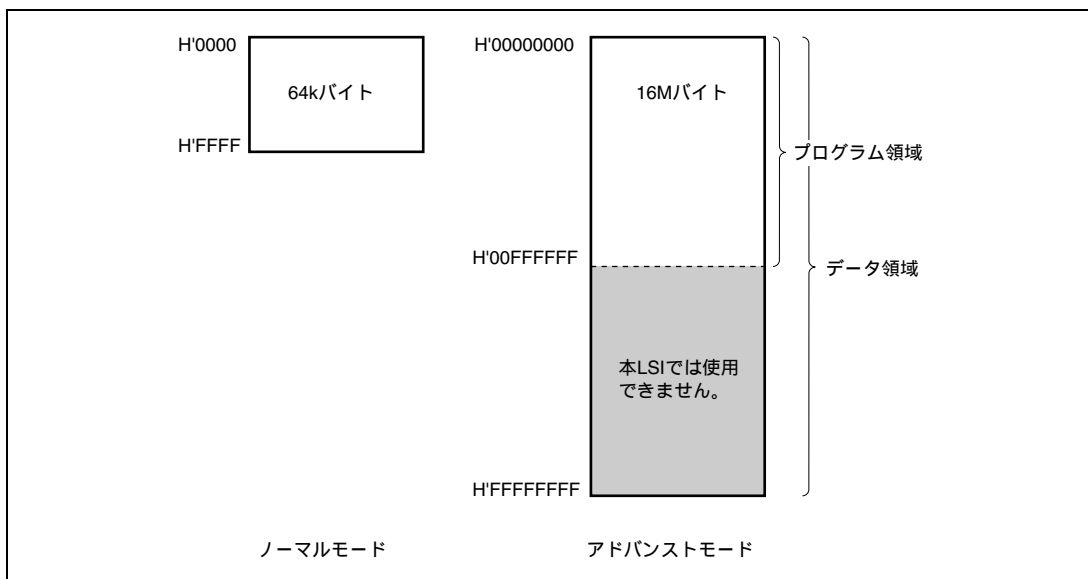 H'0000
64kバイト
H'FFFF
H'00000000
16Mバイト
プログラム領域
H'00FFFFFF
データ領域
本LSIでは使用
できません。
H'FFFFFFFF
ノーマルモード
アドバンストモード